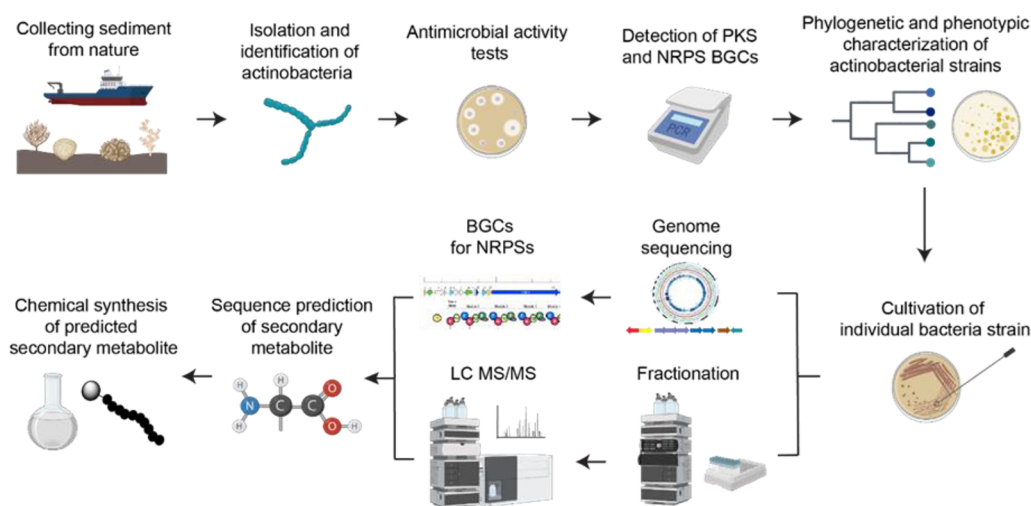 Collecting sediment
from nature
Isolation and
identification of
actinobacteria
Antimicrobial activity
tests
Detection of PKS
and NRPS BGCs
Phylogenetic and phenotypic
characterization of
actinobacterial strains
PCR
Cultivation of
individual bacteria strain
Genome
sequencing
BGCs
for NRPSs
Fractionation
LC MS/MS
Sequence prediction
of secondary
metabolite
H
H
N
H
C
C
O
O
H
Chemical synthesis
of predicted
secondary metabolite